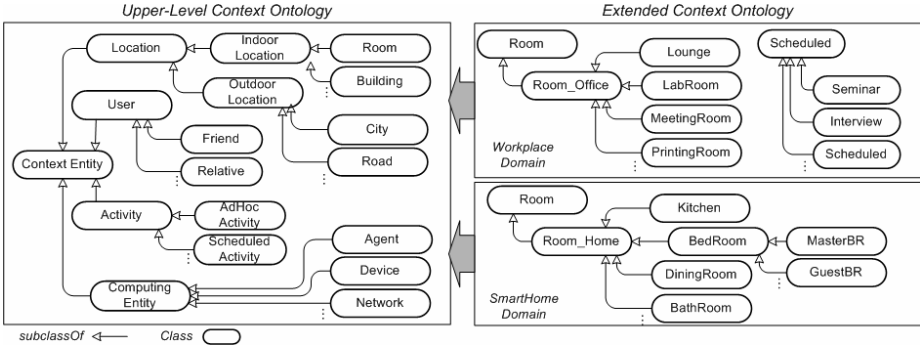 Upper-Level Context Ontology
Extended Context Ontology
Location
Indoor
Location
Room
Building
Outdoor
Location
City
Road
User
Friend
Relative
Context Entity
Activity
AdHoc
Activity
Scheduled
Activity
Agent
Device
Network
Computing
Entity
Room
Room_Office
Lounge
LabRoom
MeetingRoom
PrintingRoom
Scheduled
Seminar
Interview
Scheduled
Workplace
Domain
Room
Room_Home
Kitchen
BedRoom
MasterBR
GuestBR
DiningRoom
BathRoom
SmartHome
Domain
subclassOf
Class